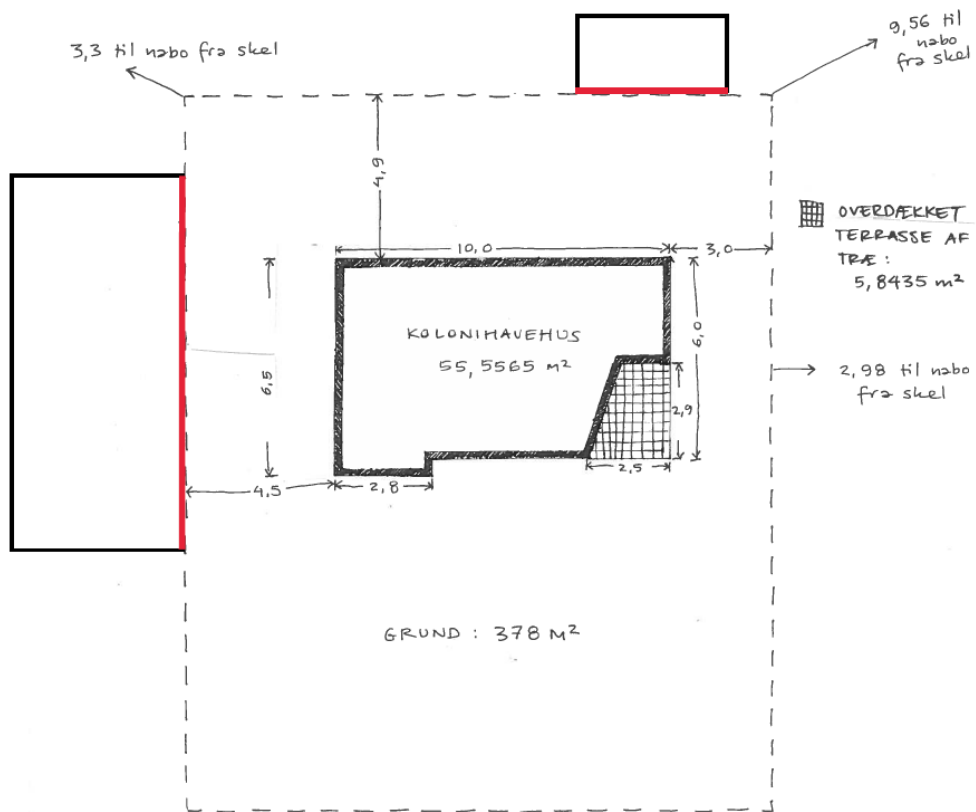 3,3 til nabo fra skel
9,56 til
nabo
fra skel
4,9
10,0
3,0
OVERDÆKKET
TERRASSE AF
TRÆ :
5,8435 m²
KOLONIHAVEHUS
55,5565 m²
6,5
6,0
2,9
2,98 til nabo
fra skel
2,5
4,5
2,8
GRUND : 378 M²